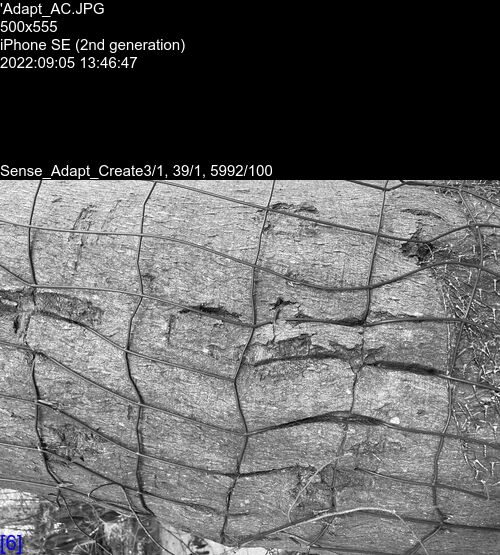 'Adapt_AC.JPG
500x555
iPhone SE (2nd generation)
2022:09:05 13:46:47
Sense_Adapt_Create3/1, 39/1, 5992/100
[6]